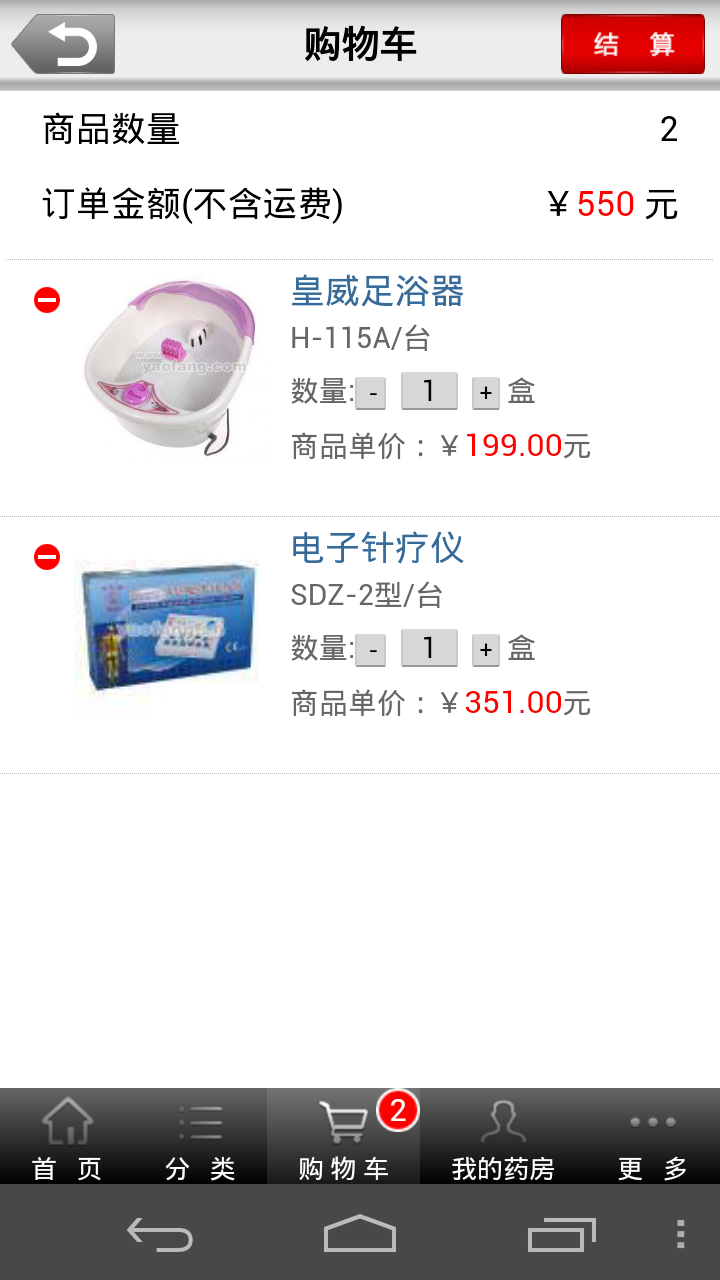 购物车
结 算
商品数量 2
订单金额(不含运费) ￥550 元
皇威足浴器
H-115A/台
数量: - 1 + 盒
商品单价：￥199.00元
www.
yaofang.com
电子针疗仪
SDZ-2型/台
数量: - 1 + 盒
商品单价：￥351.00元
CE
2
首 页
分 类
购 物 车
我的药房
更 多